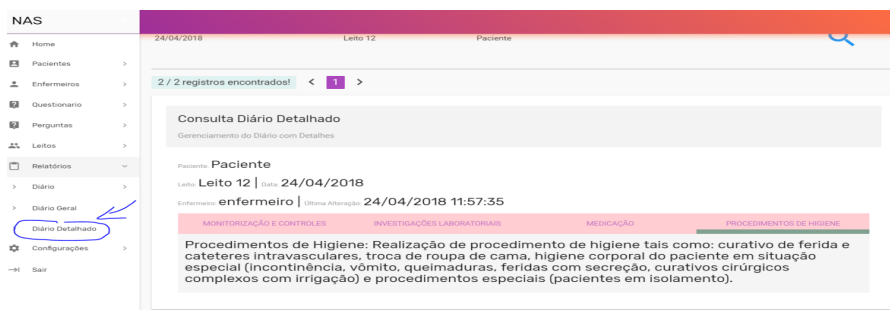 NAS
Home
Pacientes
Enfermeiros
Questionario
Perguntas
Leitos
Relatórios
Diário
Diário Geral
Diário Detalhado
Configurações
Sair
24/04/2018 Leito 12 Paciente
2 / 2 registros encontrados! < 1 >
Consulta Diário Detalhado
Gerenciamento do Diário com Detalhes
Paciente: Paciente
Leito: Leito 12 | Data: 24/04/2018
Enfermeiro: enfermeiro | Última Alteração: 24/04/2018 11:57:35
MONITORIZAÇÃO E CONTROLES INVESTIGAÇÕES LABORATORIAIS MEDICAÇÃO PROCEDIMENTOS DE HIGIENE
Procedimentos de Higiene: Realização de procedimento de higiene tais como: curativo de ferida e
cateteres intravasculares, troca de roupa de cama, higiene corporal do paciente em situação
especial (incontinência, vômito, queimaduras, feridas com secreção, curativos cirúrgicos
complexos com irrigação) e procedimentos especiais (pacientes em isolamento).